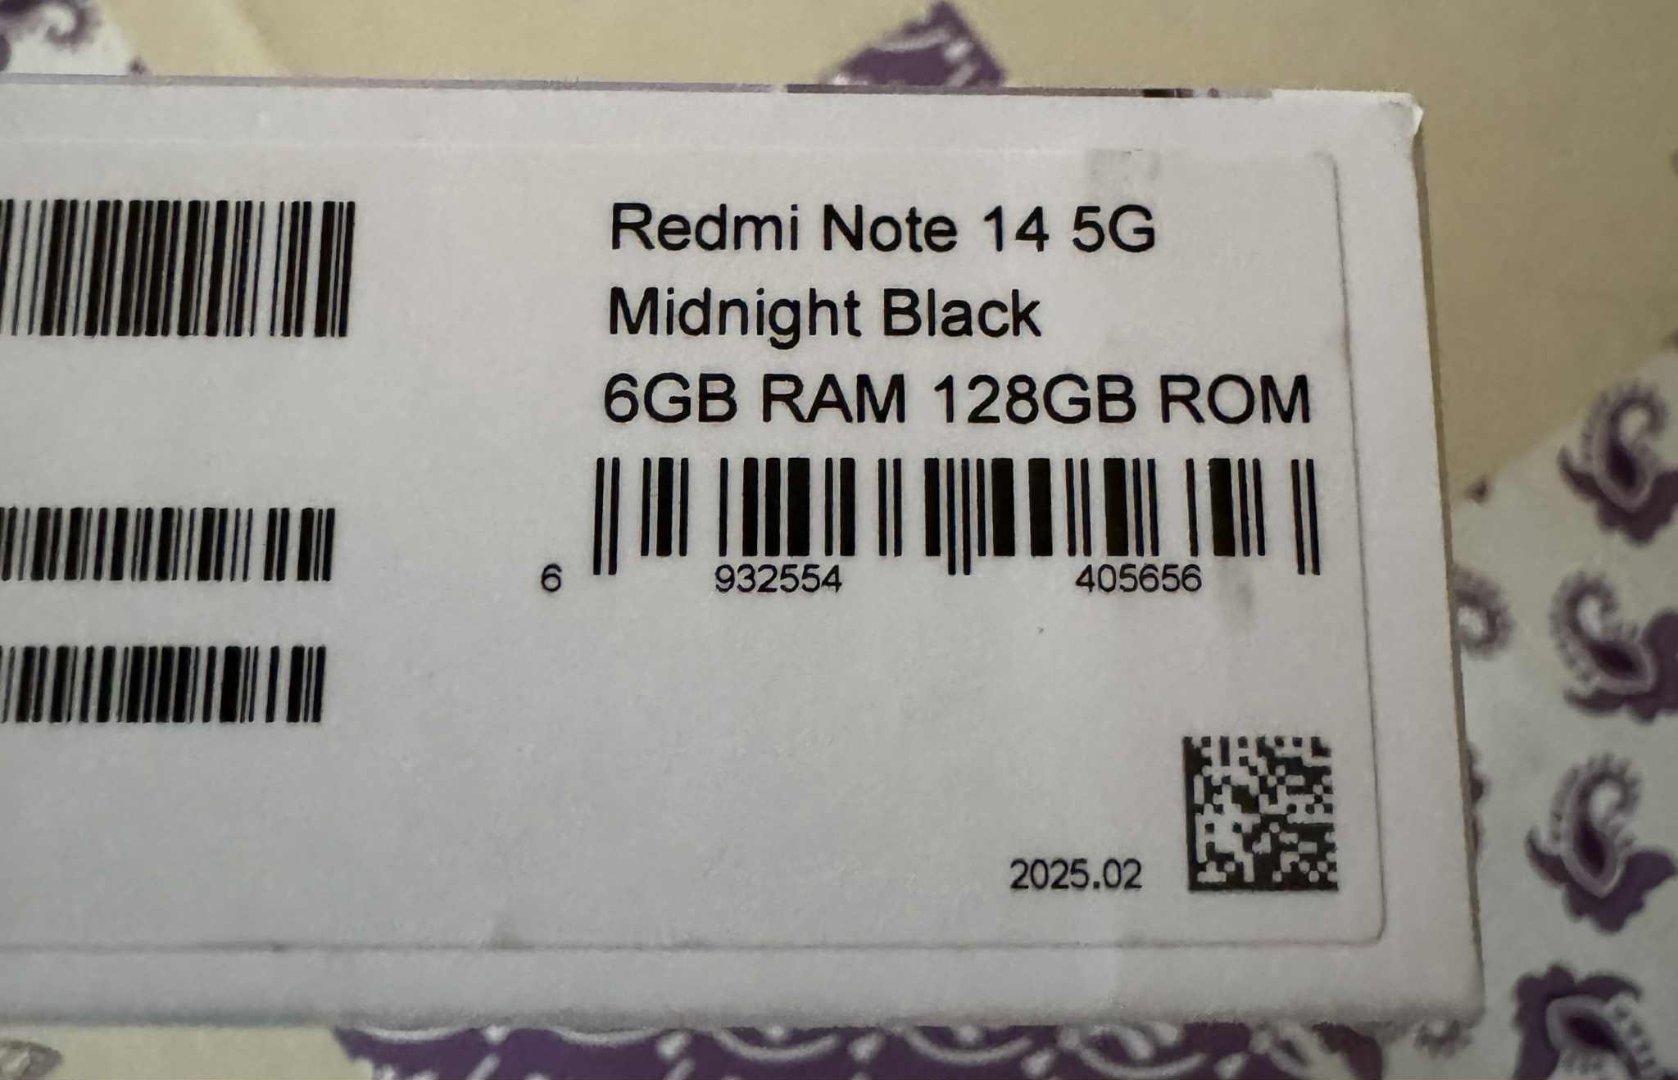 Redmi Note 14 5G
Midnight Black
6GB RAM 128GB ROM
6 932554 405656
2025.02